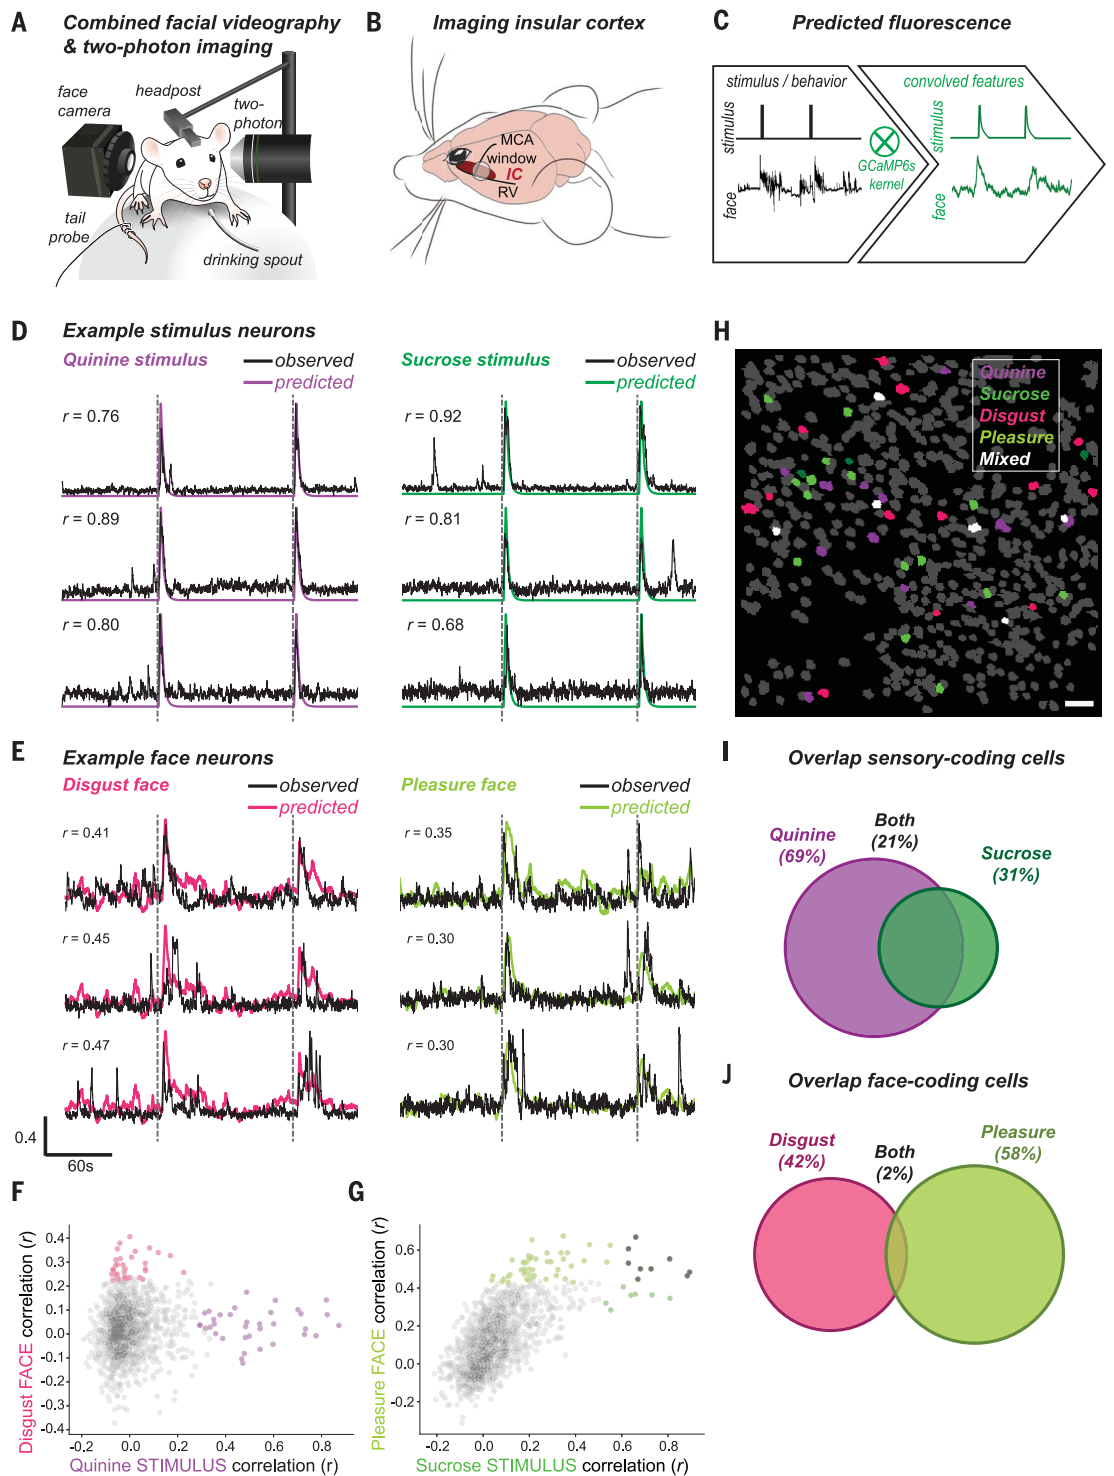 A
Combined facial videography
& two-photon imaging
face
camera
headpost
two-
photon
tail
probe
drinking spout
B
Imaging insular cortex
MCA
window
IC
RV
C
Predicted fluorescence
stimulus / behavior
convolved features
stimulus
face
GCaMP6s
kernel
stimulus
face
D
Example stimulus neurons
Quinine stimulus
observed
predicted
r = 0.76
r = 0.89
r = 0.80
Sucrose stimulus
observed
predicted
r = 0.92
r = 0.81
r = 0.68
E
Example face neurons
Disgust face
observed
predicted
r = 0.41
r = 0.45
r = 0.47
0.4
60s
Pleasure face
observed
predicted
r = 0.35
r = 0.30
r = 0.30
F
Disgust FACE correlation (r)
0.4
0.3
0.2
0.1
0.0
-0.1
-0.2
-0.3
-0.4
-0.2 0.0 0.2 0.4 0.6 0.8
Quinine STIMULUS correlation (r)
G
Pleasure FACE correlation (r)
0.6
0.4
0.2
0.0
-0.2
-0.2 0.0 0.2 0.4 0.6 0.8
Sucrose STIMULUS correlation (r)
H
Quinine
Sucrose
Disgust
Pleasure
Mixed
I
Overlap sensory-coding cells
Quinine
(69%)
Both
(21%)
Sucrose
(31%)
J
Overlap face-coding cells
Disgust
(42%)
Both
(2%)
Pleasure
(58%)